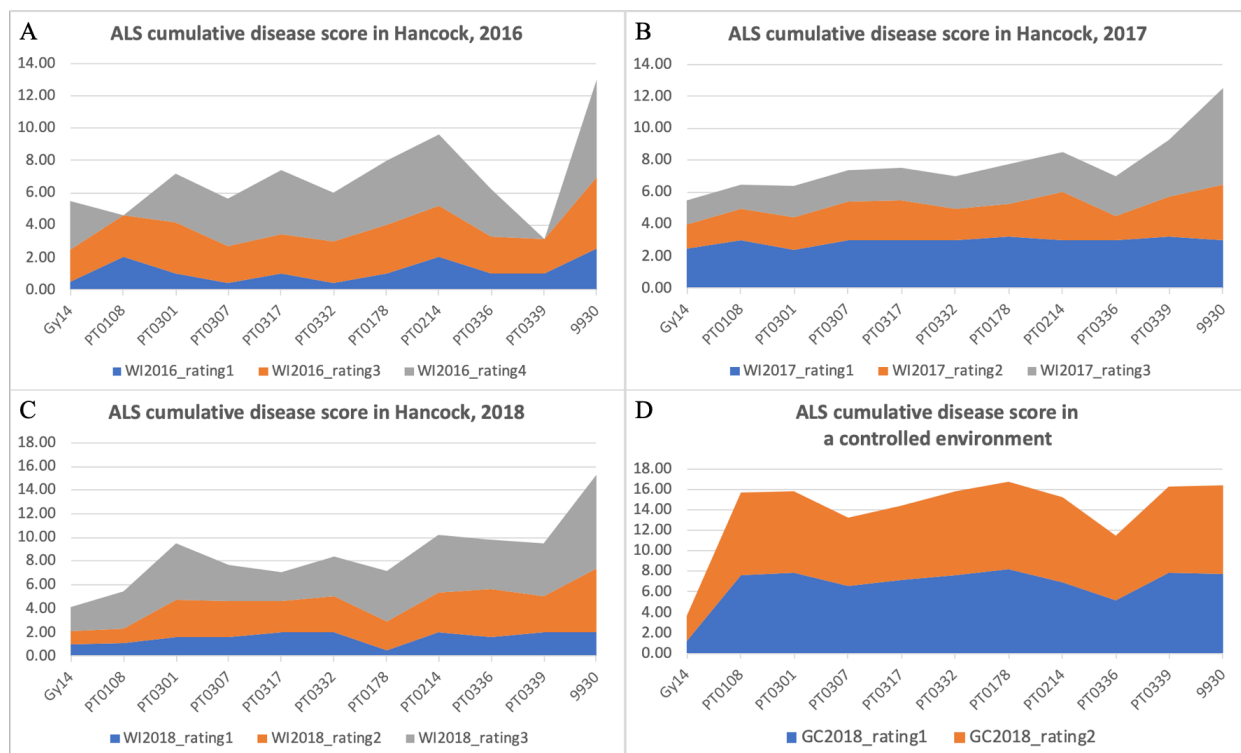 A
ALS cumulative disease score in Hancock, 2016
14.00
12.00
10.00
8.00
6.00
4.00
2.00
0.00
Gy14 PT0108 PT0301 PT0307 PT0317 PT0332 PT0178 PT0214 PT0336 PT0339 9930
WI2016_rating1 WI2016_rating3 WI2016_rating4
B
ALS cumulative disease score in Hancock, 2017
14.00
12.00
10.00
8.00
6.00
4.00
2.00
0.00
Gy14 PT0108 PT0301 PT0307 PT0317 PT0332 PT0178 PT0214 PT0336 PT0339 9930
WI2017_rating1 WI2017_rating2 WI2017_rating3
C
ALS cumulative disease score in Hancock, 2018
18.00
16.00
14.00
12.00
10.00
8.00
6.00
4.00
2.00
0.00
Gy14 PT0108 PT0301 PT0307 PT0317 PT0332 PT0178 PT0214 PT0336 PT0339 9930
WI2018_rating1 WI2018_rating2 WI2018_rating3
D
ALS cumulative disease score in
a controlled environment
18.00
16.00
14.00
12.00
10.00
8.00
6.00
4.00
2.00
0.00
Gy14 PT0108 PT0301 PT0307 PT0317 PT0332 PT0178 PT0214 PT0336 PT0339 9930
GC2018_rating1 GC2018_rating2